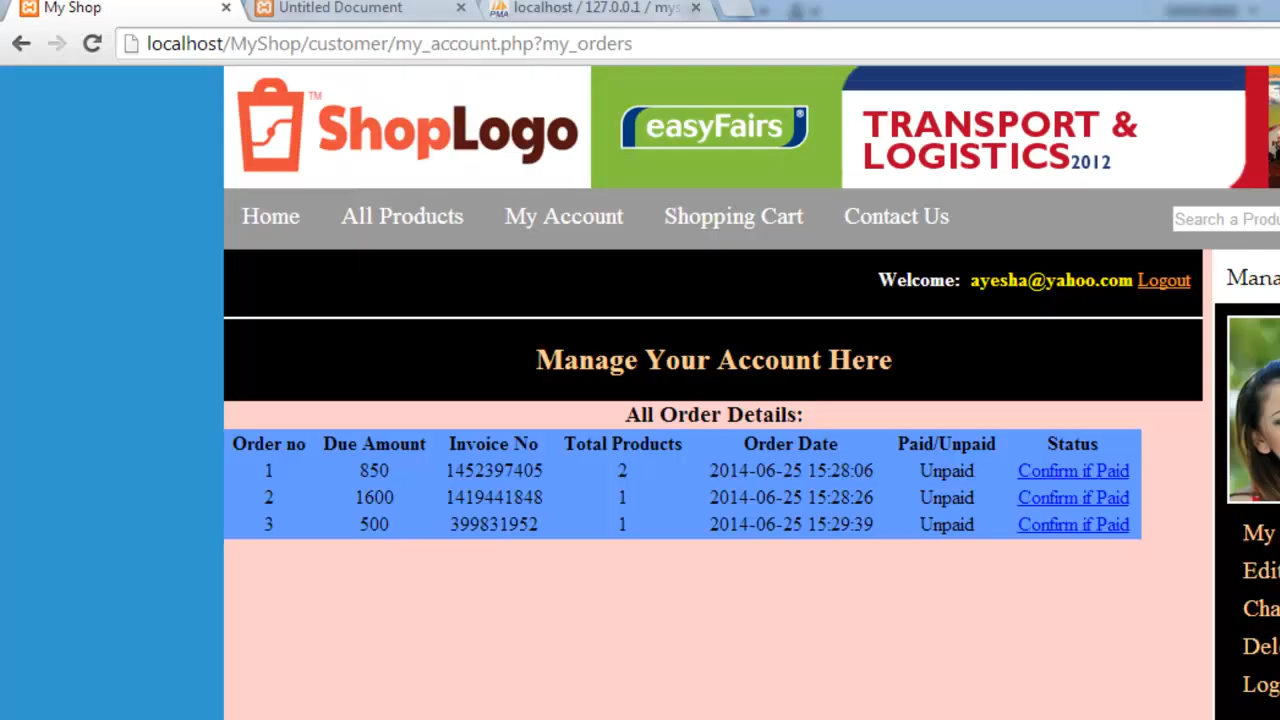 My Shop
Untitled Document
localhost / 127.0.0.1 / mys
localhost/MyShop/customer/my_account.php?my_orders
TM
ShopLogo
easyFairs®
TRANSPORT &
LOGISTICS 2012
Home All Products My Account Shopping Cart Contact Us
Search a Produ
Welcome: ayesha@yahoo.com Logout
Mana
Manage Your Account Here
All Order Details:
Order no Due Amount Invoice No Total Products Order Date Paid/Unpaid Status
1 850 1452397405 2 2014-06-25 15:28:06 Unpaid Confirm if Paid
2 1600 1419441848 1 2014-06-25 15:28:26 Unpaid Confirm if Paid
3 500 399831952 1 2014-06-25 15:29:39 Unpaid Confirm if Paid
My
Edit
Cha
Dele
Log